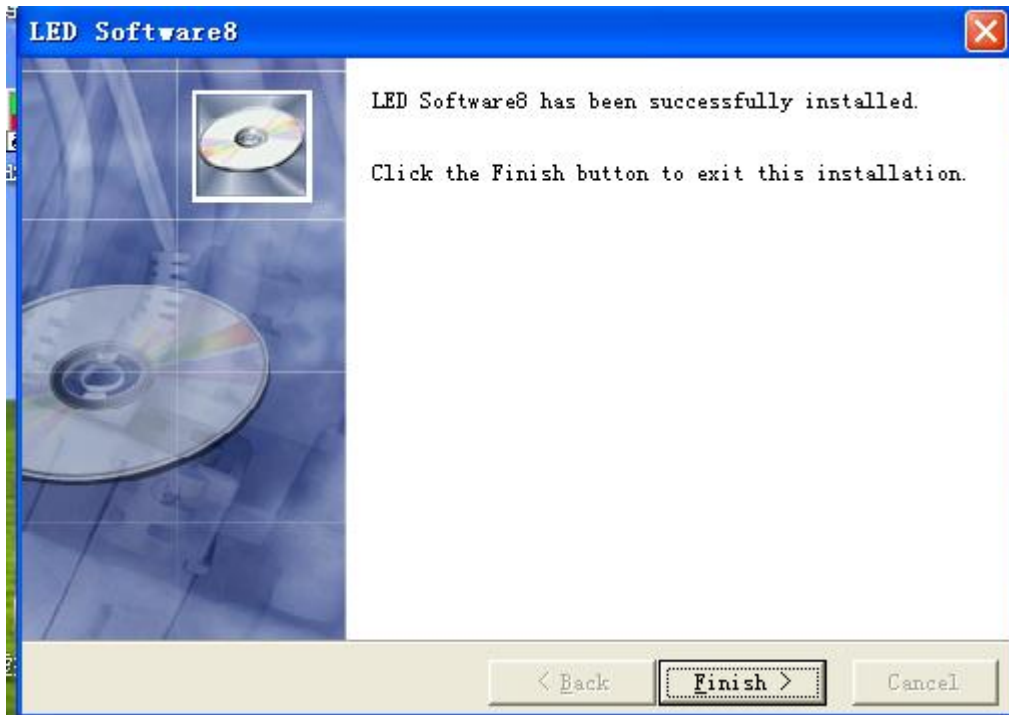 LED Software8
LED Software8 has been successfully installed.
Click the Finish button to exit this installation.
< Back
Finish >
Cancel